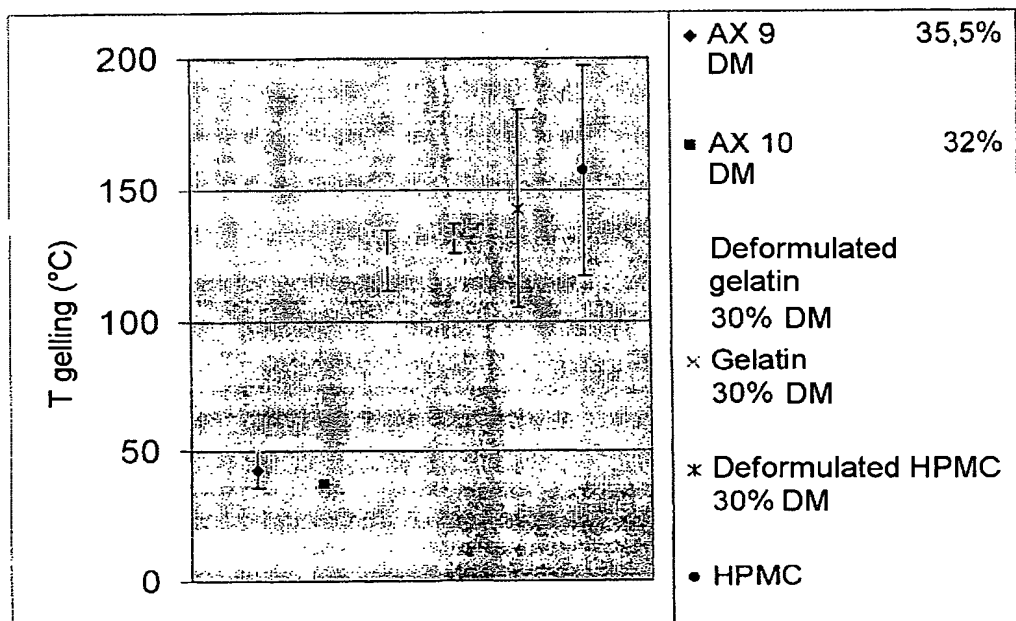 200
150
100
50
0
T gelling (°C)
AX 9 35,5%
DM
AX 10 32%
DM
Deformulated
gelatin
30% DM
Gelatin
30% DM
Deformulated HPMC
30% DM
HPMC